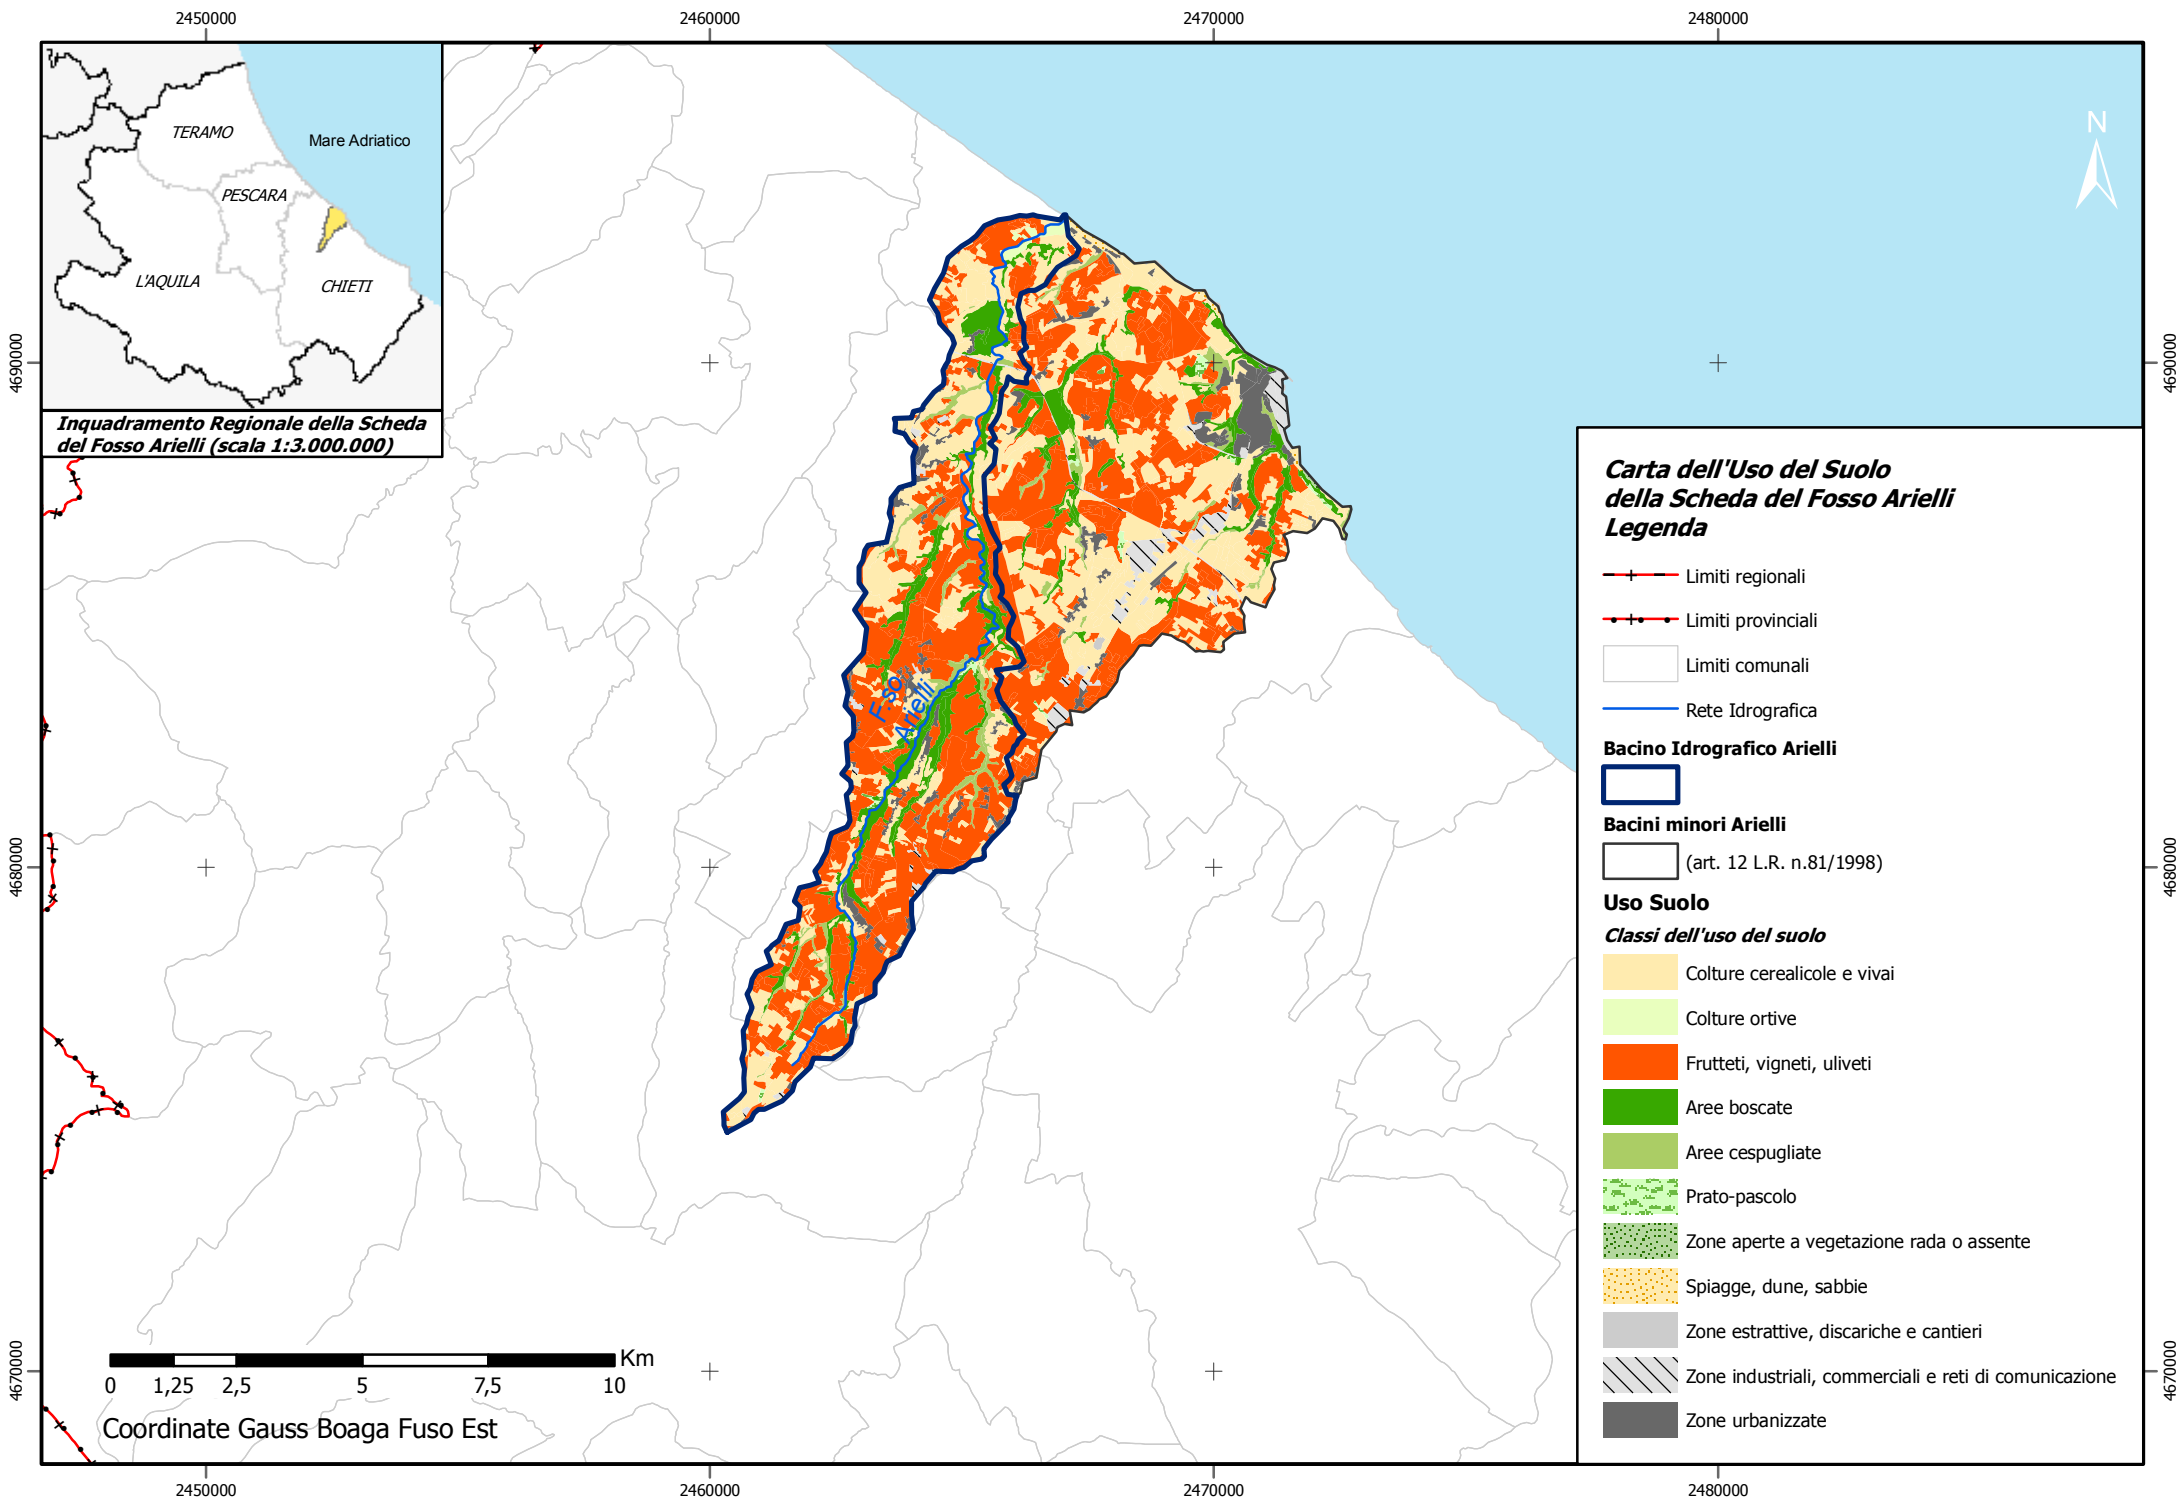 2450000
2460000
2470000
2480000
TERAMO
Mare Adriatico
PESCARA
L'AQUILA
CHIETI
Inquadramento Regionale della Scheda
del Fosso Arielli (scala 1:3.000.000)
N
4690000
4690000
4680000
4680000
4670000
4670000
F.so
Arielli
Carta dell'Uso del Suolo
della Scheda del Fosso Arielli
Legenda
Limiti regionali
Limiti provinciali
Limiti comunali
Rete Idrografica
Bacino Idrografico Arielli
Bacini minori Arielli
(art. 12 L.R. n.81/1998)
Uso Suolo
Classi dell'uso del suolo
Colture cerealicole e vivai
Colture ortive
Frutteti, vigneti, uliveti
Aree boscate
Aree cespugliate
Prato-pascolo
Zone aperte a vegetazione rada o assente
Spiagge, dune, sabbie
Zone estrattive, discariche e cantieri
Zone industriali, commerciali e reti di comunicazione
Zone urbanizzate
Km
0 1,25 2,5 5 7,5 10
Coordinate Gauss Boaga Fuso Est
2450000
2460000
2470000
2480000